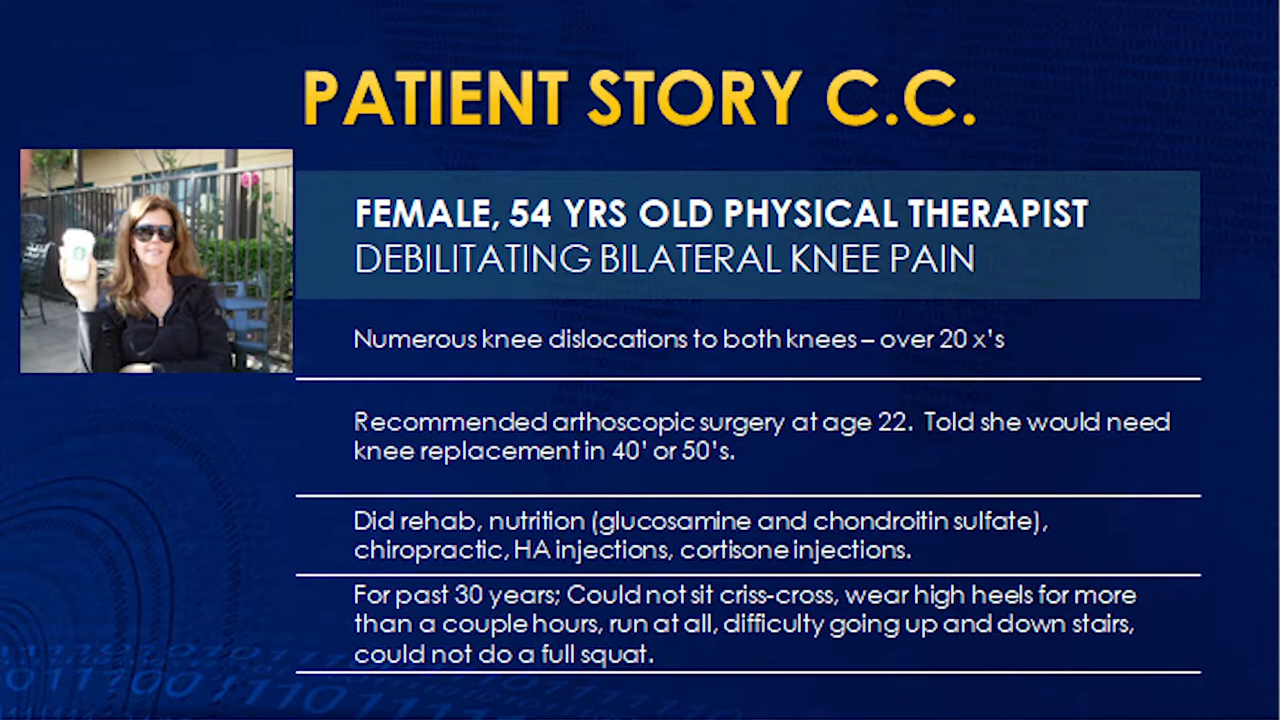 PATIENT STORY C.C.
FEMALE, 54 YRS OLD PHYSICAL THERAPIST
DEBILITATING BILATERAL KNEE PAIN
Numerous knee dislocations to both knees – over 20 x's
Recommended arthoscopic surgery at age 22. Told she would need
knee replacement in 40' or 50's.
Did rehab, nutrition (glucosamine and chondroitin sulfate),
chiropractic, HA injections, cortisone injections.
For past 30 years; Could not sit criss-cross, wear high heels for more
than a couple hours, run at all, difficulty going up and down stairs,
could not do a full squat.